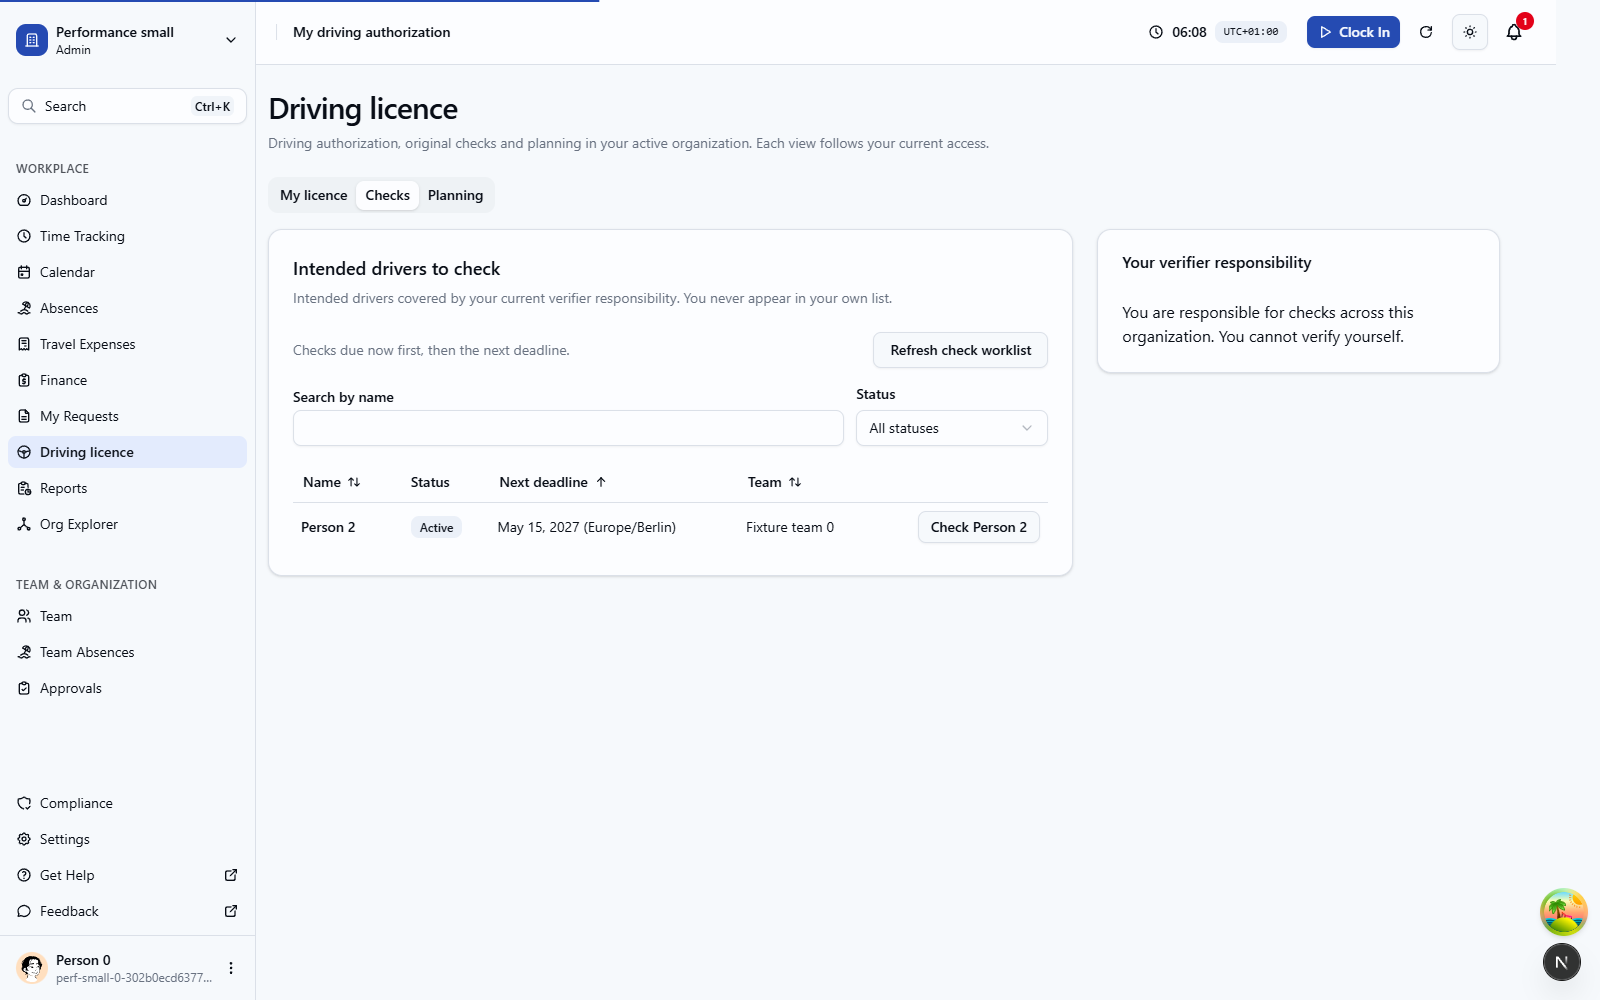 Performance small
Admin
Search
Ctrl+K
WORKPLACE
Dashboard
Time Tracking
Calendar
Absences
Travel Expenses
Finance
My Requests
Driving licence
Reports
Org Explorer
TEAM & ORGANIZATION
Team
Team Absences
Approvals
Compliance
Settings
Get Help
Feedback
Person 0
perf-small-0-302b0ecd6377...
My driving authorization
06:08
UTC+01:00
Clock In
1
Driving licence
Driving authorization, original checks and planning in your active organization. Each view follows your current access.
My licence
Checks
Planning
Intended drivers to check
Intended drivers covered by your current verifier responsibility. You never appear in your own list.
Checks due now first, then the next deadline.
Refresh check worklist
Search by name
Status
All statuses
Name
Status
Next deadline
Team
Person 2
Active
May 15, 2027 (Europe/Berlin)
Fixture team 0
Check Person 2
Your verifier responsibility
You are responsible for checks across this
organization. You cannot verify yourself.
N